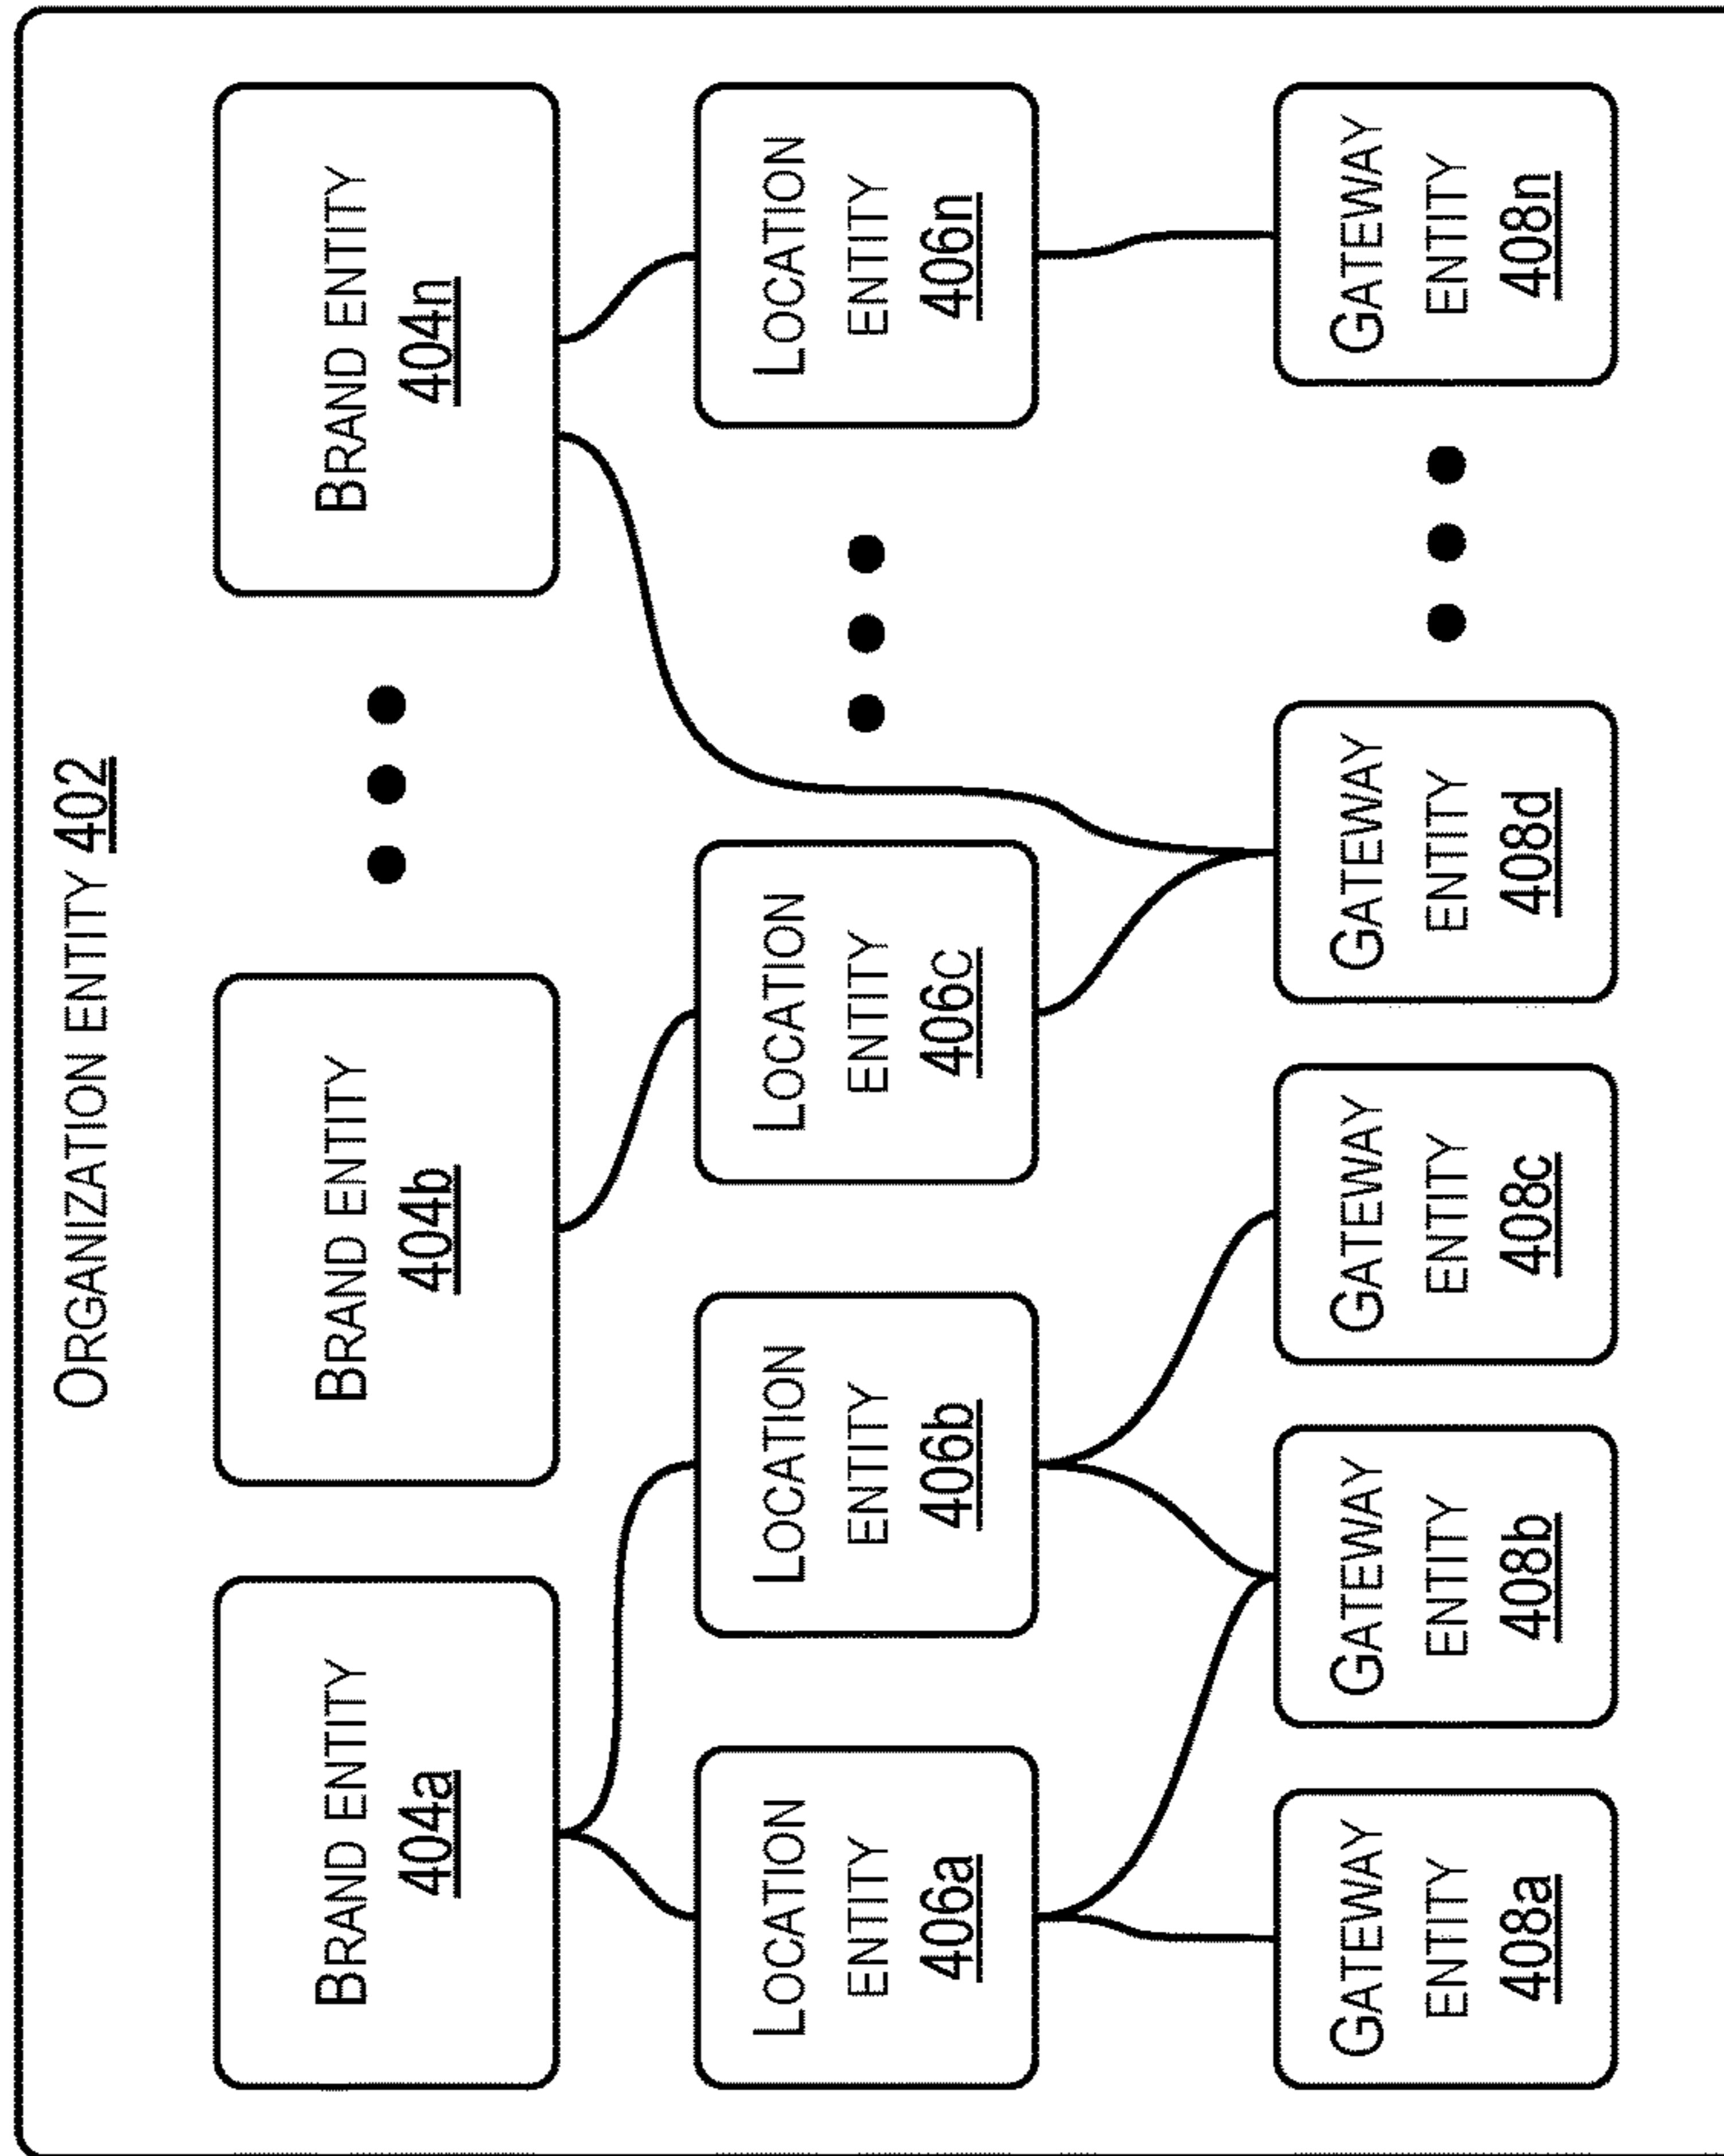 ORGANIZATION ENTITY 402
BRAND ENTITY
404a
BRAND ENTITY
404b
BRAND ENTITY
404n
LOCATION
ENTITY
406a
LOCATION
ENTITY
406b
LOCATION
ENTITY
406c
LOCATION
ENTITY
406n
GATEWAY
ENTITY
408a
GATEWAY
ENTITY
408b
GATEWAY
ENTITY
408c
GATEWAY
ENTITY
408d
GATEWAY
ENTITY
408n